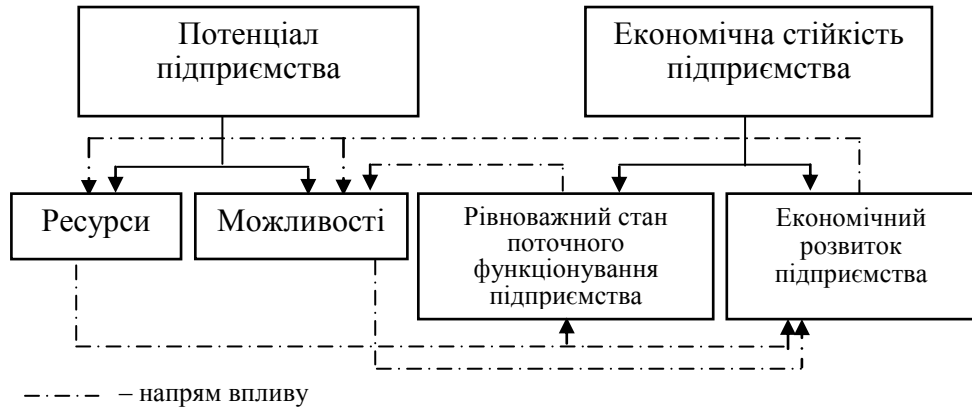 Потенціал
підприємства
Економічна стійкість
підприємства
Ресурси
Можливості
Рівноважний стан
поточного
функціонування
підприємства
Економічний
розвиток
підприємства
– напрям впливу